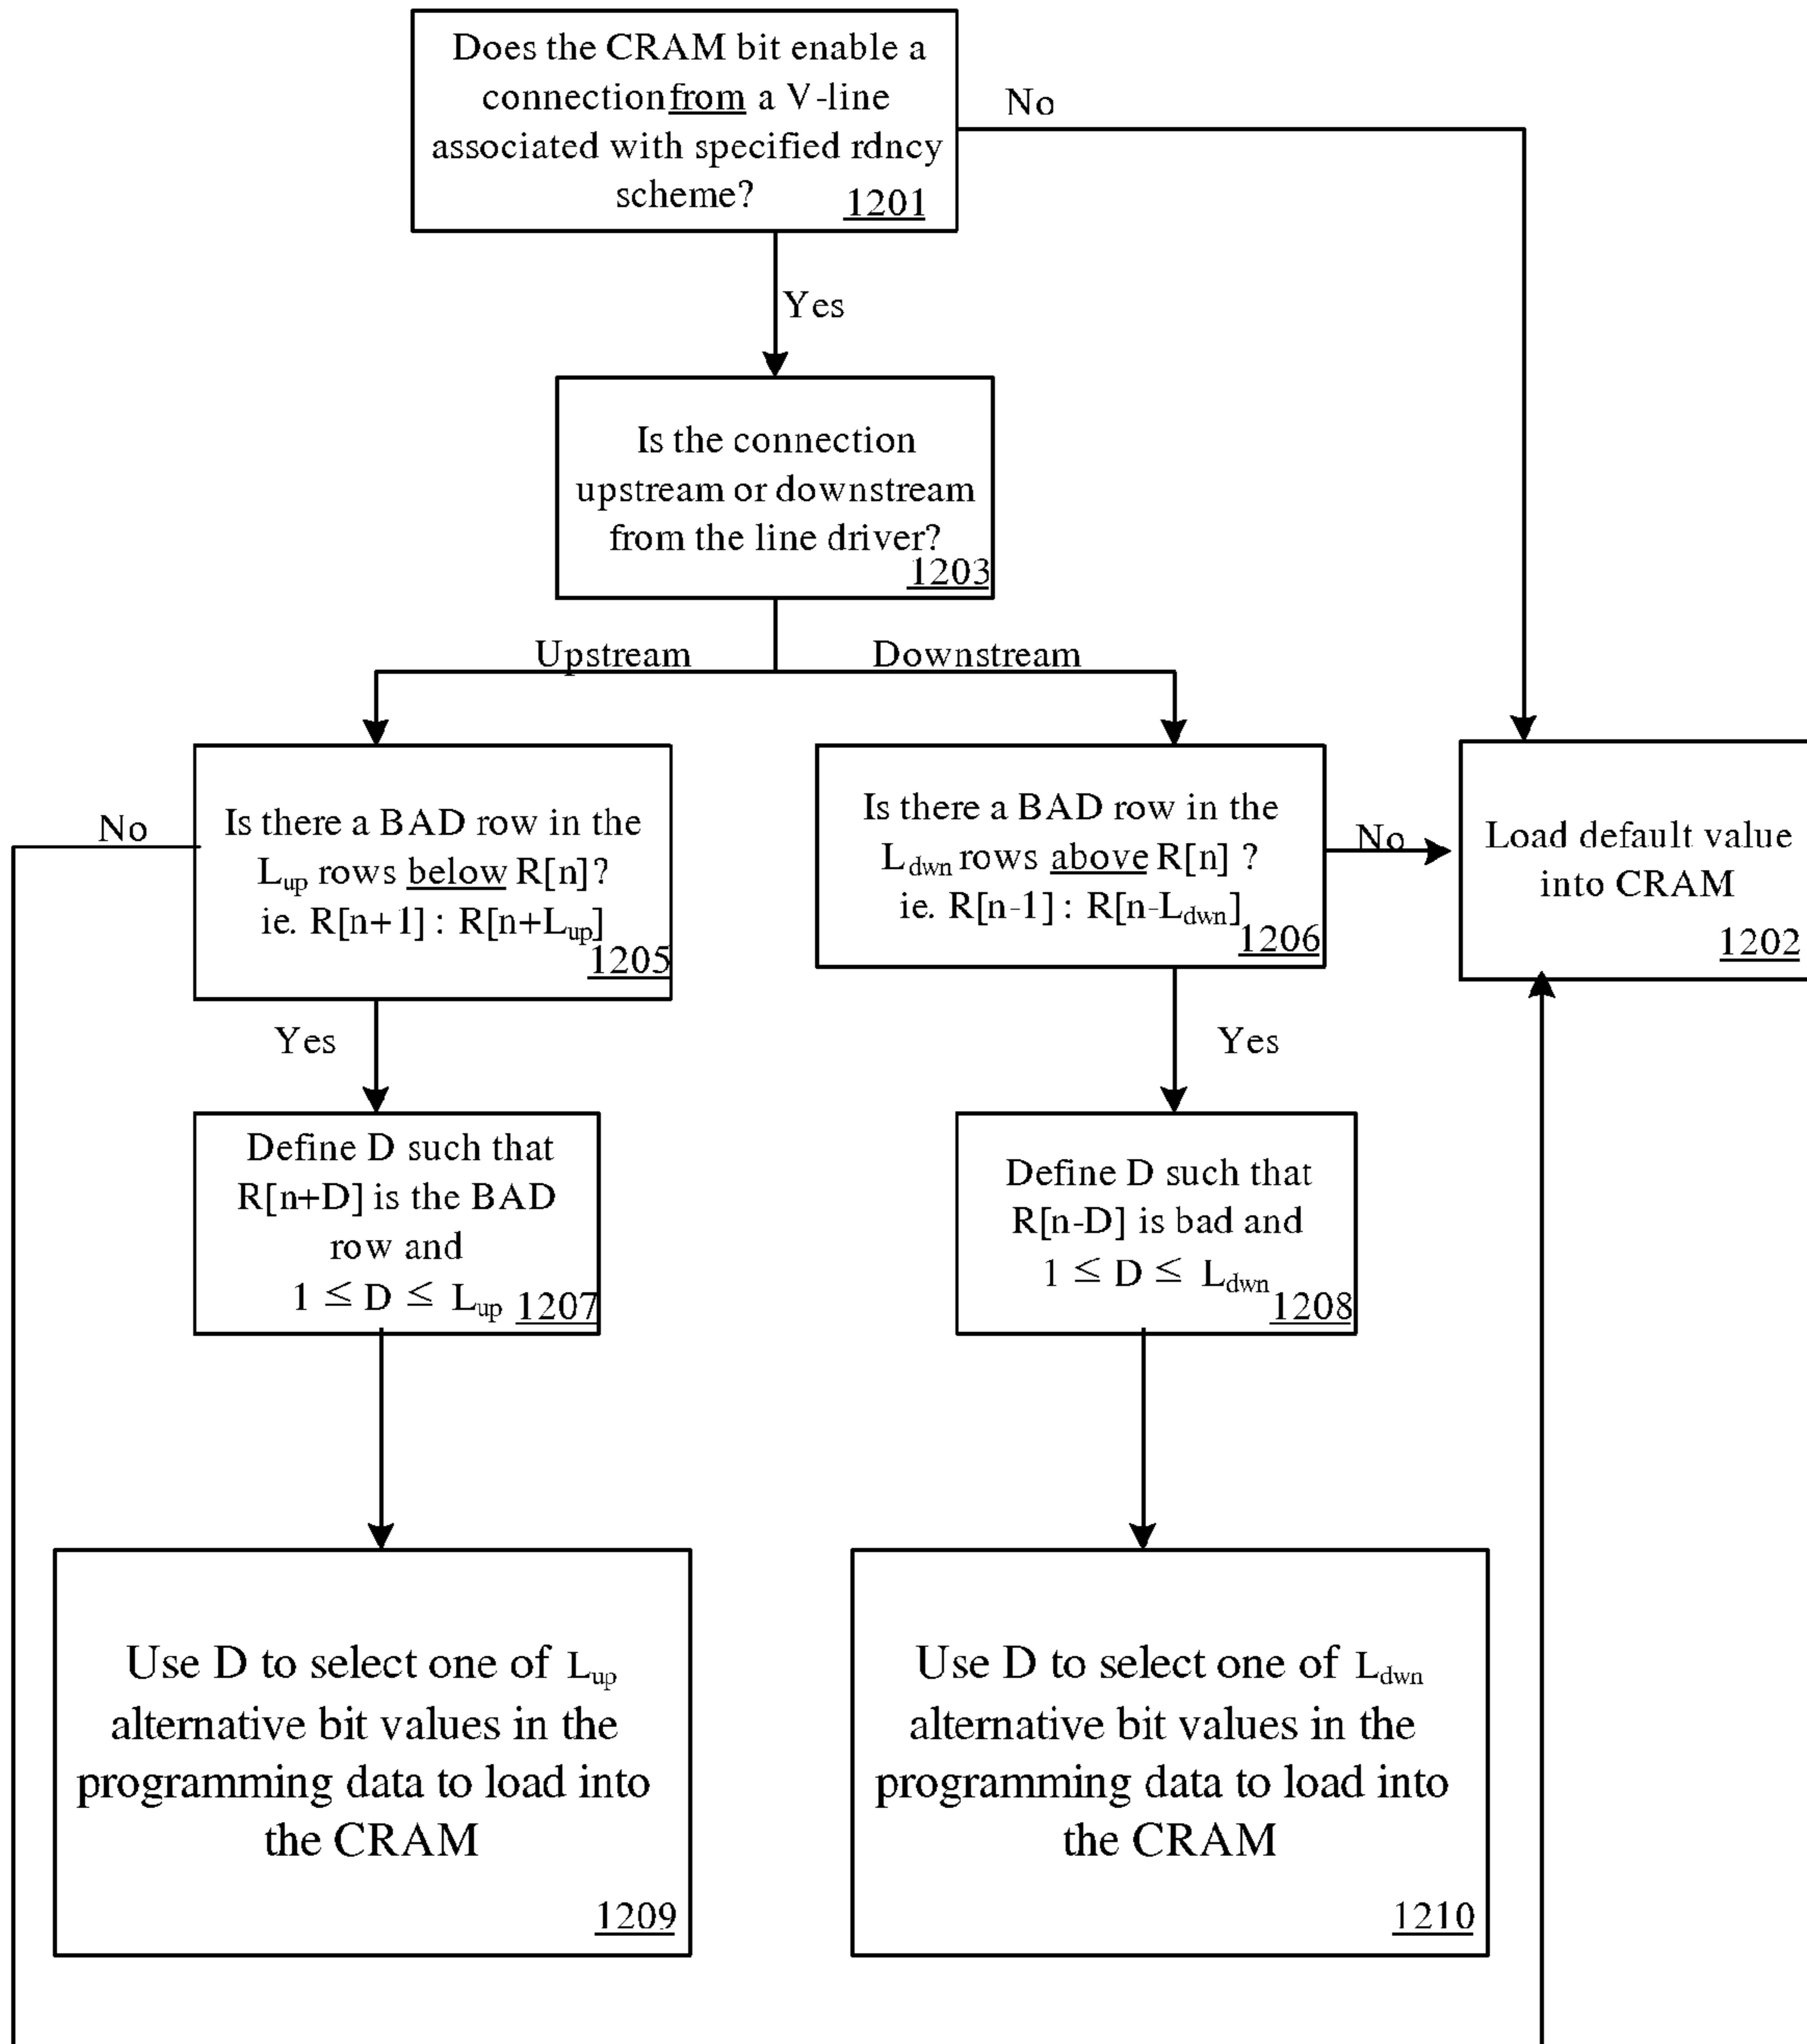 Does the CRAM bit enable a
connection from a V-line
associated with specified rdncy
scheme?
1201
No
Yes
Is the connection
upstream or downstream
from the line driver?
1203
Upstream
Downstream
No
Is there a BAD row in the
Lup rows below R[n]?
ie. R[n+1] : R[n+Lup]
1205
Is there a BAD row in the
Ldwn rows above R[n] ?
ie. R[n-1] : R[n-Ldwn]
1206
No
Load default value
into CRAM
1202
Yes
Yes
Define D such that
R[n+D] is the BAD
row and
1 ≤ D ≤ Lup
1207
Define D such that
R[n-D] is bad and
1 ≤ D ≤ Ldwn
1208
Use D to select one of Lup
alternative bit values in the
programming data to load into
the CRAM
1209
Use D to select one of Ldwn
alternative bit values in the
programming data to load into
the CRAM
1210